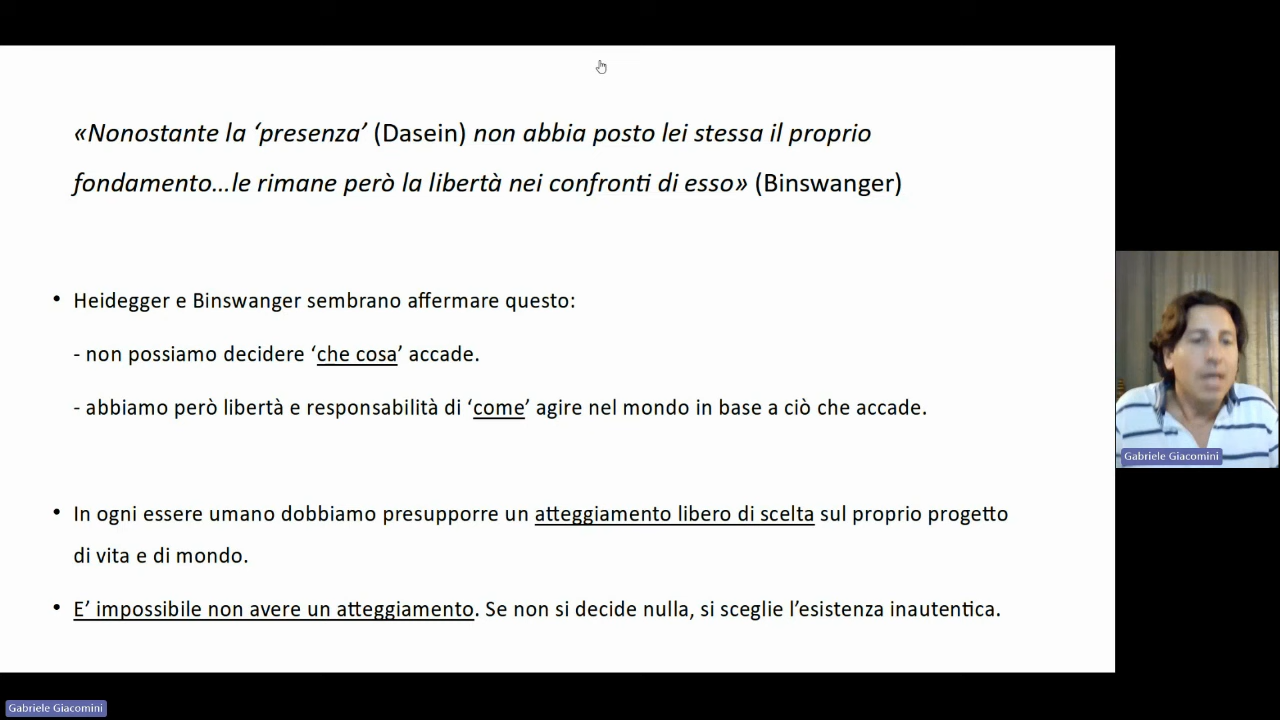 «Nonostante la ‘presenza’ (Dasein) non abbia posto lei stessa il proprio
fondamento…le rimane però la libertà nei confronti di esso» (Binswanger)
• Heidegger e Binswanger sembrano affermare questo:
- non possiamo decidere ‘che cosa’ accade.
- abbiamo però libertà e responsabilità di ‘come’ agire nel mondo in base a ciò che accade.
• In ogni essere umano dobbiamo presupporre un atteggiamento libero di scelta sul proprio progetto
di vita e di mondo.
• E’ impossibile non avere un atteggiamento. Se non si decide nulla, si sceglie l’esistenza inautentica.
Gabriele Giacomini
Gabriele Giacomini